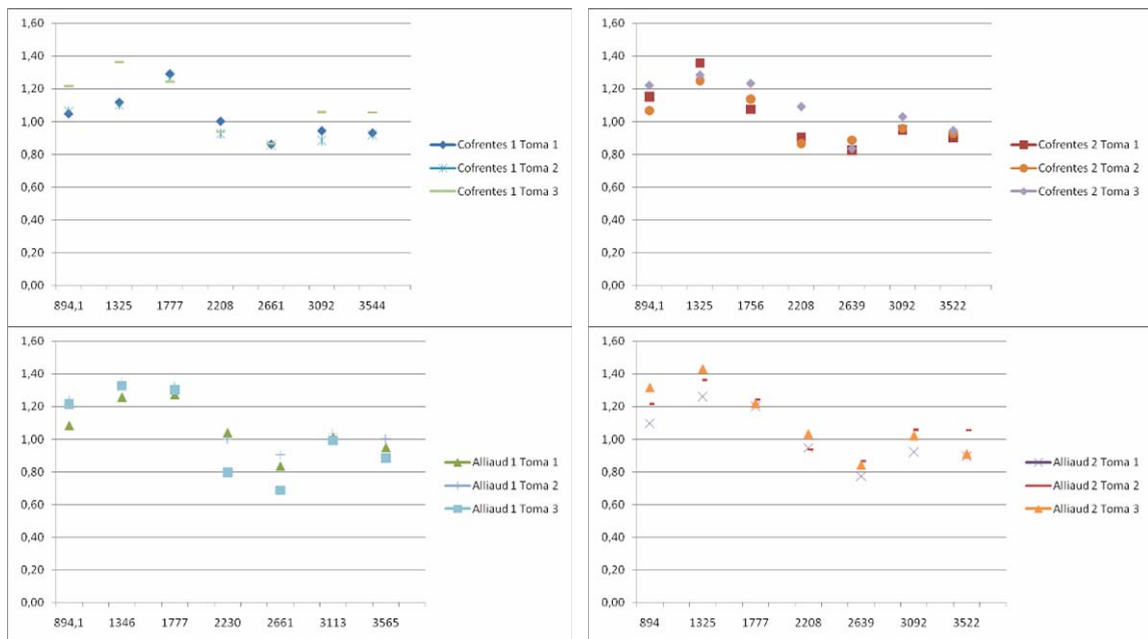 1,60
1,40
1,20
1,00
0,80
0,60
0,40
0,20
0,00
894,1 1325 1777 2208 2661 3092 3544
Cofrentes 1 Toma 1
Cofrentes 1 Toma 2
Cofrentes 1 Toma 3
1,60
1,40
1,20
1,00
0,80
0,60
0,40
0,20
0,00
894,1 1325 1756 2208 2639 3092 3522
Cofrentes 2 Toma 1
Cofrentes 2 Toma 2
Cofrentes 2 Toma 3
1,60
1,40
1,20
1,00
0,80
0,60
0,40
0,20
0,00
894,1 1346 1777 2230 2661 3113 3565
Alliaud 1 Toma 1
Alliaud 1 Toma 2
Alliaud 1 Toma 3
1,60
1,40
1,20
1,00
0,80
0,60
0,40
0,20
0,00
894 1325 1777 2208 2639 3092 3522
Alliaud 2 Toma 1
Alliaud 2 Toma 2
Alliaud 2 Toma 3